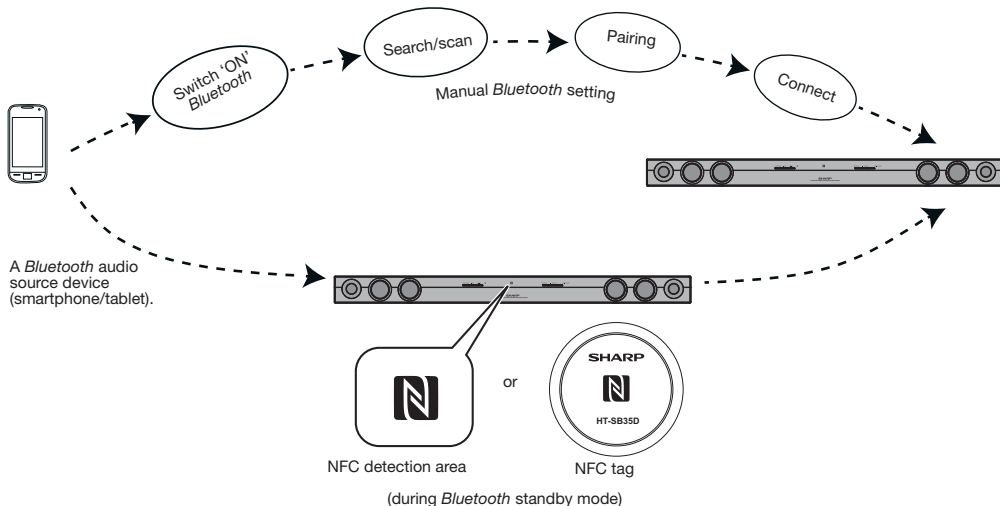 Switch ‘ON’
Bluetooth
Search/scan
Pairing
Connect
Manual Bluetooth setting
A Bluetooth audio
source device
(smartphone/tablet).
or
SHARP
HT-SB35D
NFC detection area
NFC tag
(during Bluetooth standby mode)